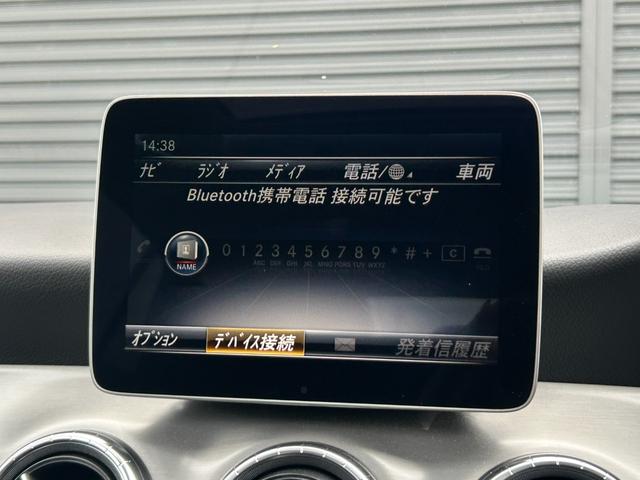 14:38
ナビ ラジオ メディア 電話/ 車両
Bluetooth携帯電話 接続可能です
NAME 0 1 2 3 4 5 6 7 8 9 * # + C
ABC DEF GHI JKL MNO PQR TUV WXYZ
オプション デバイス接続 発着信履歴